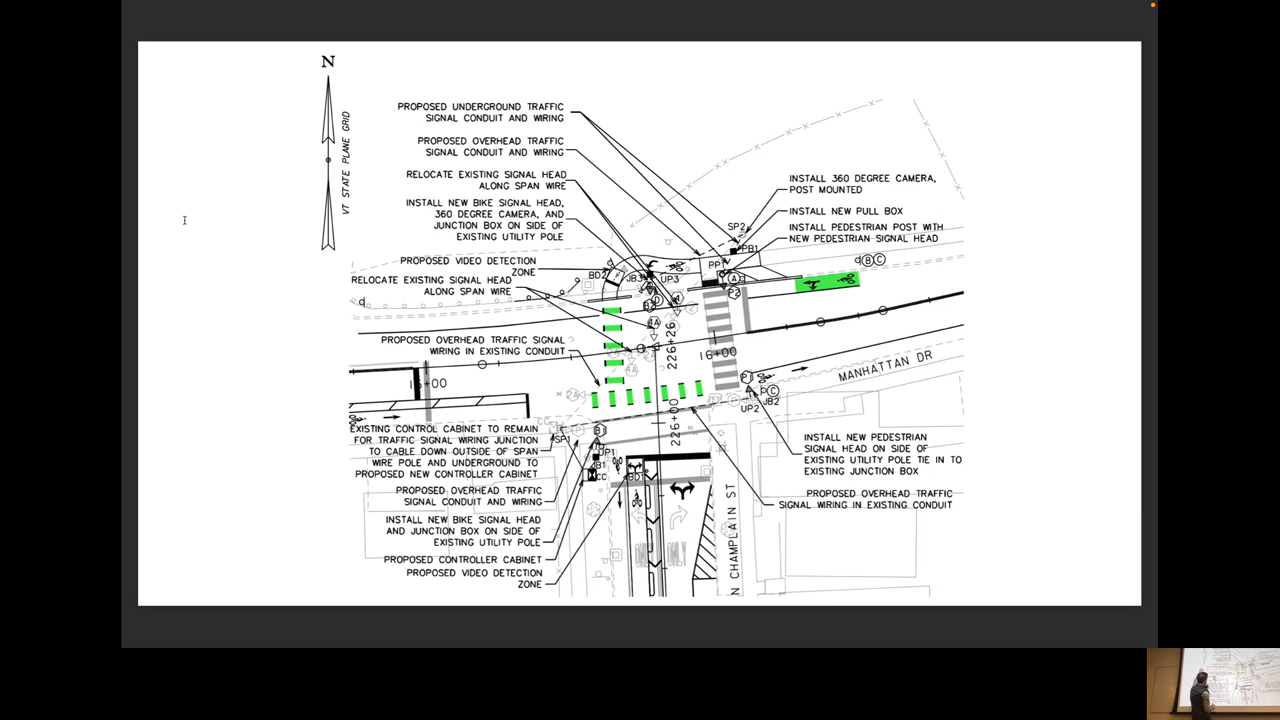 N
VT STATE PLANE GRID
PROPOSED UNDERGROUND TRAFFIC
SIGNAL CONDUIT AND WIRING
PROPOSED OVERHEAD TRAFFIC
SIGNAL CONDUIT AND WIRING
RELOCATE EXISTING SIGNAL HEAD
ALONG SPAN WIRE
INSTALL NEW BIKE SIGNAL HEAD,
360 DEGREE CAMERA, AND
JUNCTION BOX ON SIDE OF
EXISTING UTILITY POLE
PROPOSED VIDEO DETECTION
ZONE
RELOCATE EXISTING SIGNAL HEAD
ALONG SPAN WIRE
PROPOSED OVERHEAD TRAFFIC SIGNAL
WIRING IN EXISTING CONDUIT
EXISTING CONTROL CABINET TO REMAIN
FOR TRAFFIC SIGNAL WIRING JUNCTION
TO CABLE DOWN OUTSIDE OF SPAN
WIRE POLE AND UNDERGROUND TO
PROPOSED NEW CONTROLLER CABINET
PROPOSED OVERHEAD TRAFFIC
SIGNAL CONDUIT AND WIRING
INSTALL NEW BIKE SIGNAL HEAD
AND JUNCTION BOX ON SIDE OF
EXISTING UTILITY POLE
PROPOSED CONTROLLER CABINET
PROPOSED VIDEO DETECTION
ZONE
INSTALL 360 DEGREE CAMERA,
POST MOUNTED
INSTALL NEW PULL BOX
INSTALL PEDESTRIAN POST WITH
NEW PEDESTRIAN SIGNAL HEAD
SP2
PB1
PP1
BD2
JB3
UP3
B C
A
P2
226+26
16+00
MANHATTAN DR
P1
C
JB2
UP2
226+00
SP1
B1
UP1
JB1
CC
BD1
ONLY
ONLY
N CHAMPLAIN ST
INSTALL NEW PEDESTRIAN
SIGNAL HEAD ON SIDE OF
EXISTING UTILITY POLE TIE IN TO
EXISTING JUNCTION BOX
PROPOSED OVERHEAD TRAFFIC
SIGNAL WIRING IN EXISTING CONDUIT